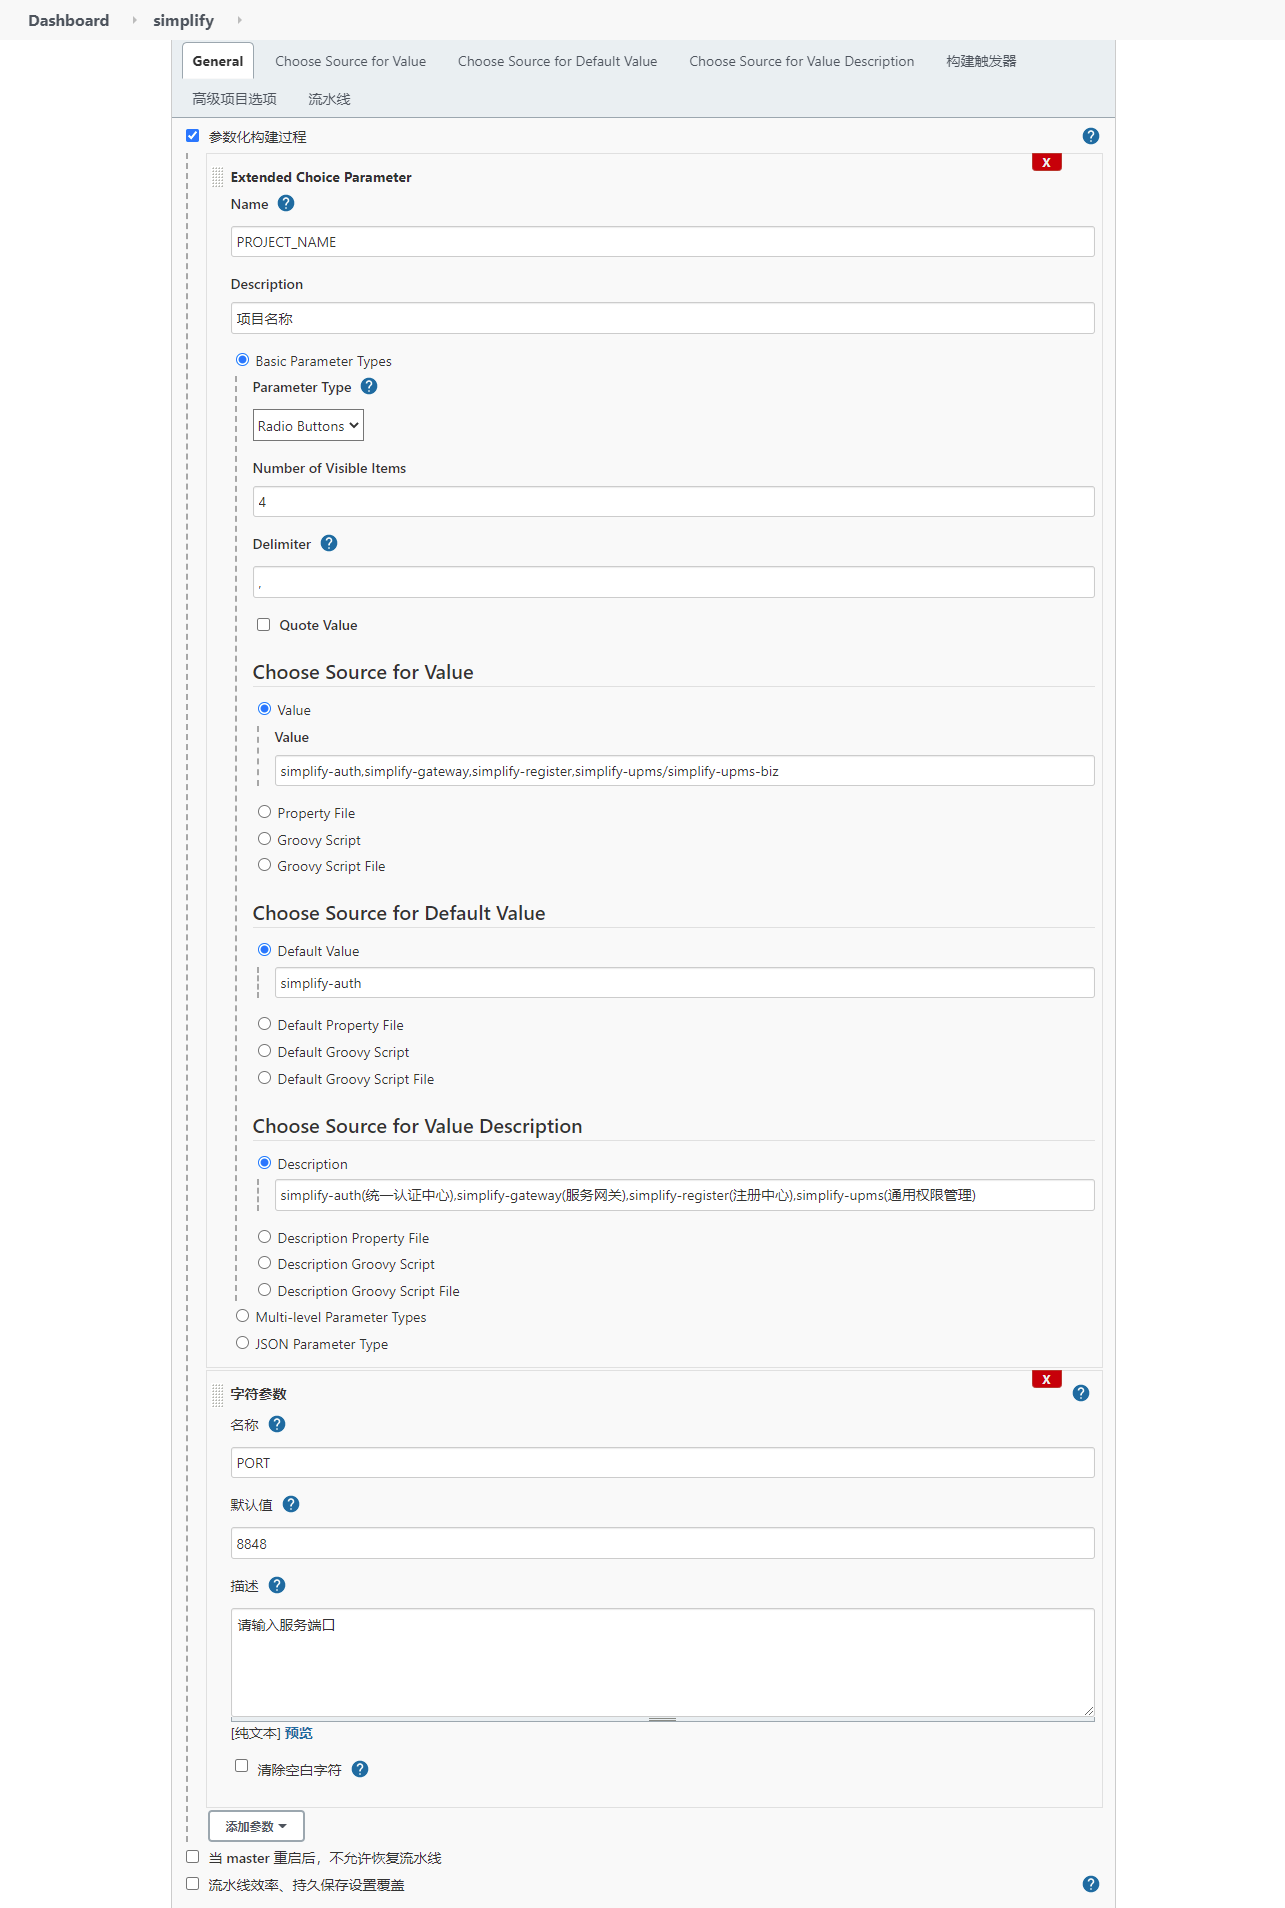 Dashboard simplify
General Choose Source for Value Choose Source for Default Value Choose Source for Value Description 构建触发器
高级项目选项 流水线
参数化构建过程 ?
X
Extended Choice Parameter
Name ?
PROJECT_NAME
Description
项目名称
Basic Parameter Types
Parameter Type ?
Radio Buttons
Number of Visible Items
4
Delimiter ?
,
Quote Value
Choose Source for Value
Value
Value
simplify-auth,simplify-gateway,simplify-register,simplify-upms/simplify-upms-biz
Property File
Groovy Script
Groovy Script File
Choose Source for Default Value
Default Value
simplify-auth
Default Property File
Default Groovy Script
Default Groovy Script File
Choose Source for Value Description
Description
simplify-auth(统一认证中心),simplify-gateway(服务网关),simplify-register(注册中心),simplify-upms(通用权限管理)
Description Property File
Description Groovy Script
Description Groovy Script File
Multi-level Parameter Types
JSON Parameter Type
X
字符参数 ?
名称 ?
PORT
默认值 ?
8848
描述 ?
请输入服务端口
[纯文本] 预览
清除空白字符 ?
添加参数
当 master 重启后，不允许恢复流水线
流水线效率、持久保存设置覆盖 ?